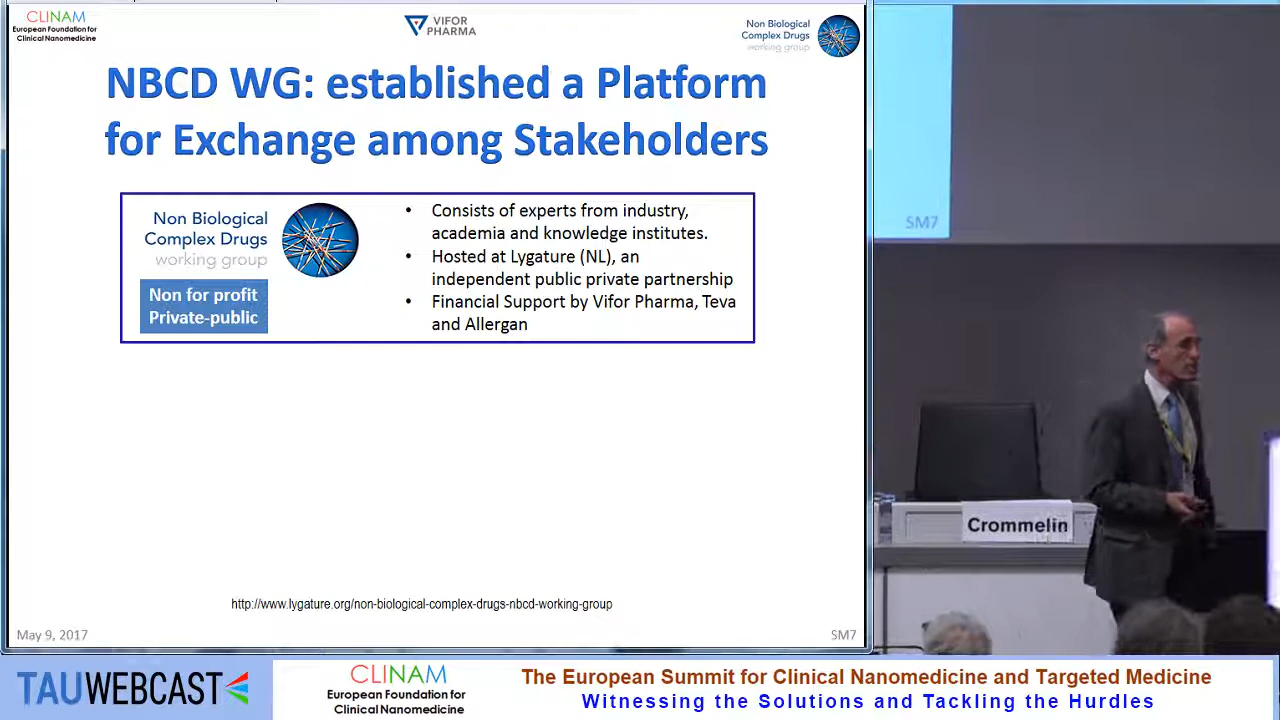 CLINAM
European Foundation for
Clinical Nanomedicine
VIFOR
PHARMA
Non Biological
Complex Drugs
working group
NBCD WG: established a Platform
for Exchange among Stakeholders
Non Biological
Complex Drugs
working group
Non for profit
Private-public
• Consists of experts from industry,
academia and knowledge institutes.
• Hosted at Lygature (NL), an
independent public private partnership
• Financial Support by Vifor Pharma, Teva
and Allergan
http://www.lygature.org/non-biological-complex-drugs-nbcd-working-group
May 9, 2017
SM7
SM7
Crommelin
TAUWEBCAST
CLINAM
European Foundation for
Clinical Nanomedicine
The European Summit for Clinical Nanomedicine and Targeted Medicine
Witnessing the Solutions and Tackling the Hurdles